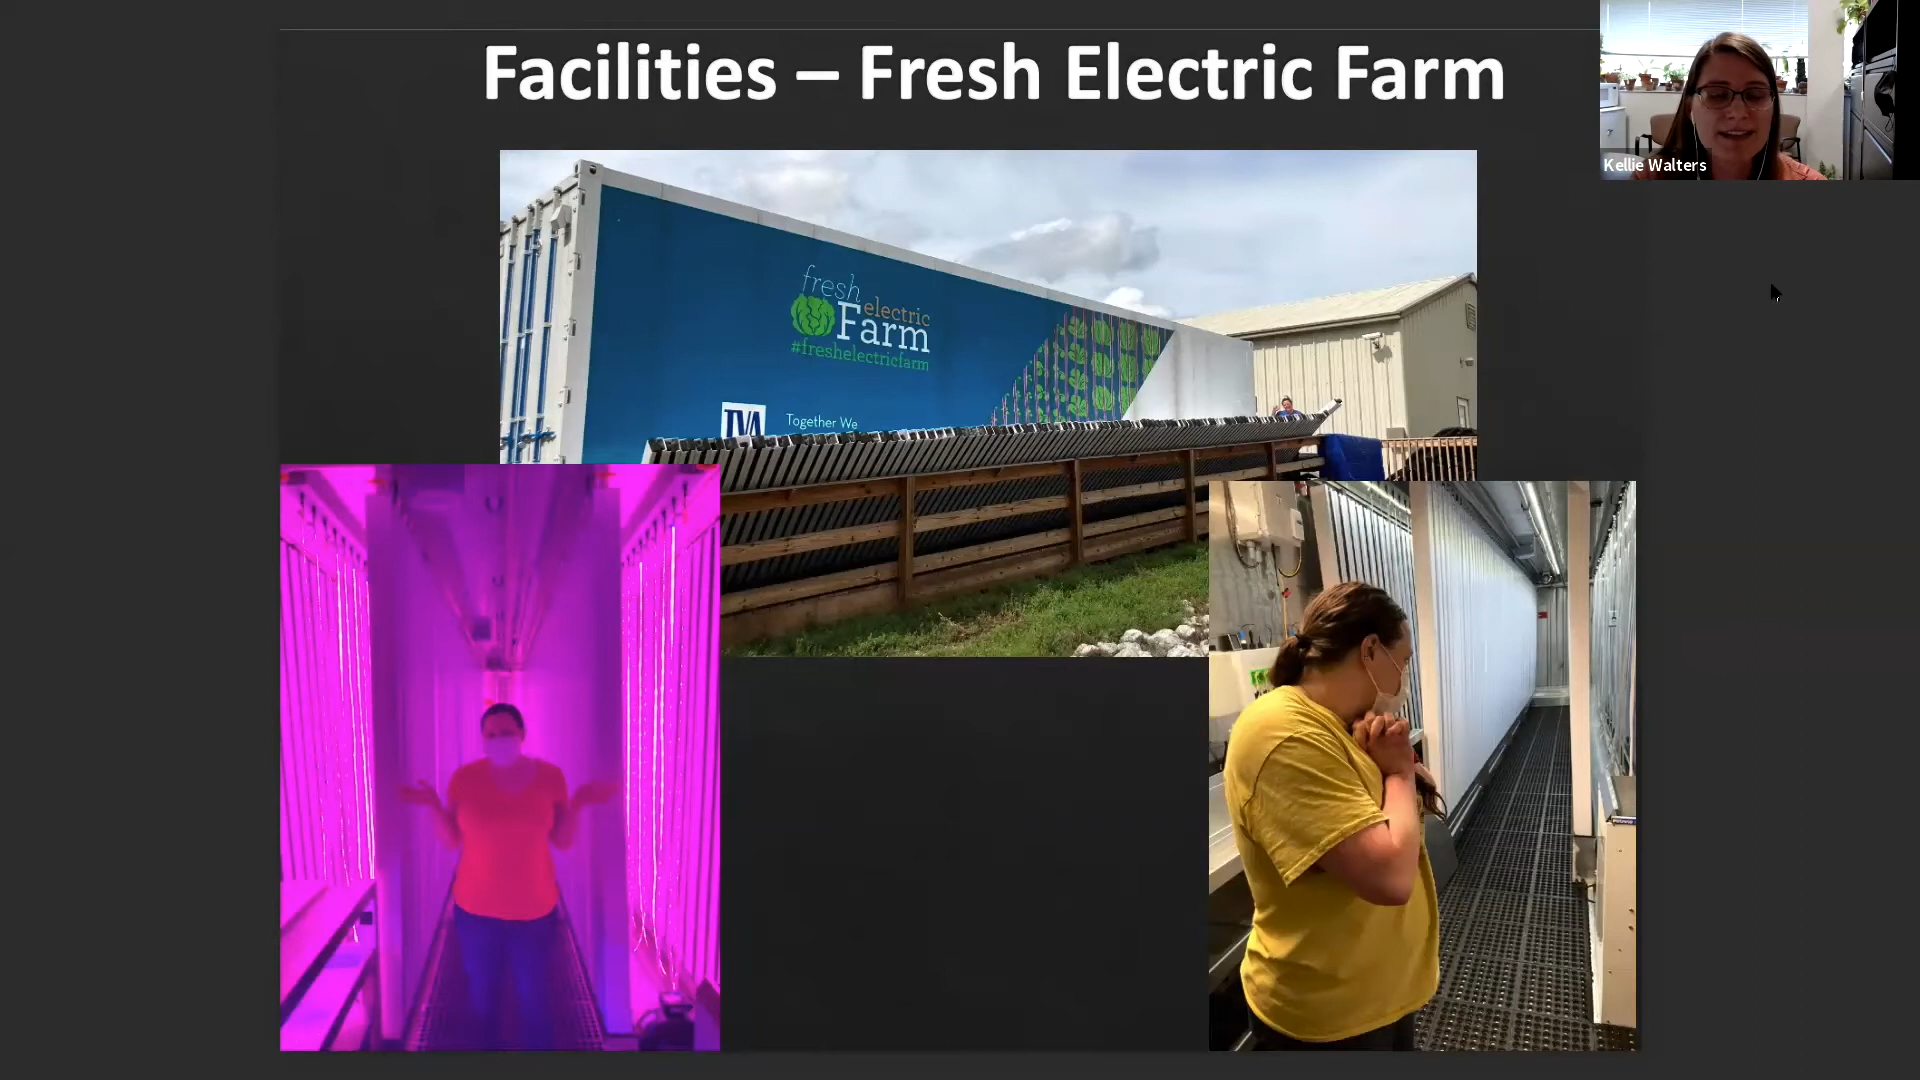 Facilities – Fresh Electric Farm
Kellie Walters
fresh
electric
Farm
#freshelectricfarm
TVA
Together We